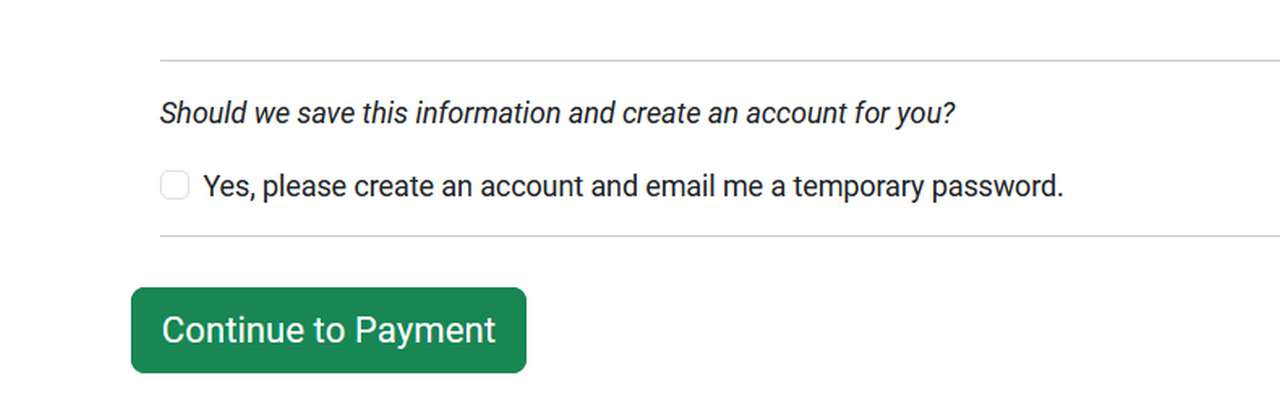 Should we save this information and create an account for you?
Yes, please create an account and email me a temporary password.
Continue to Payment